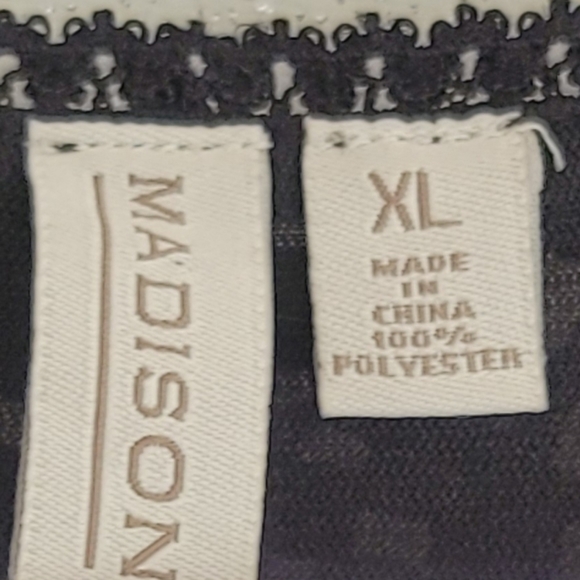 MADISON
XL
MADE
IN
CHINA
100%
POLYESTER